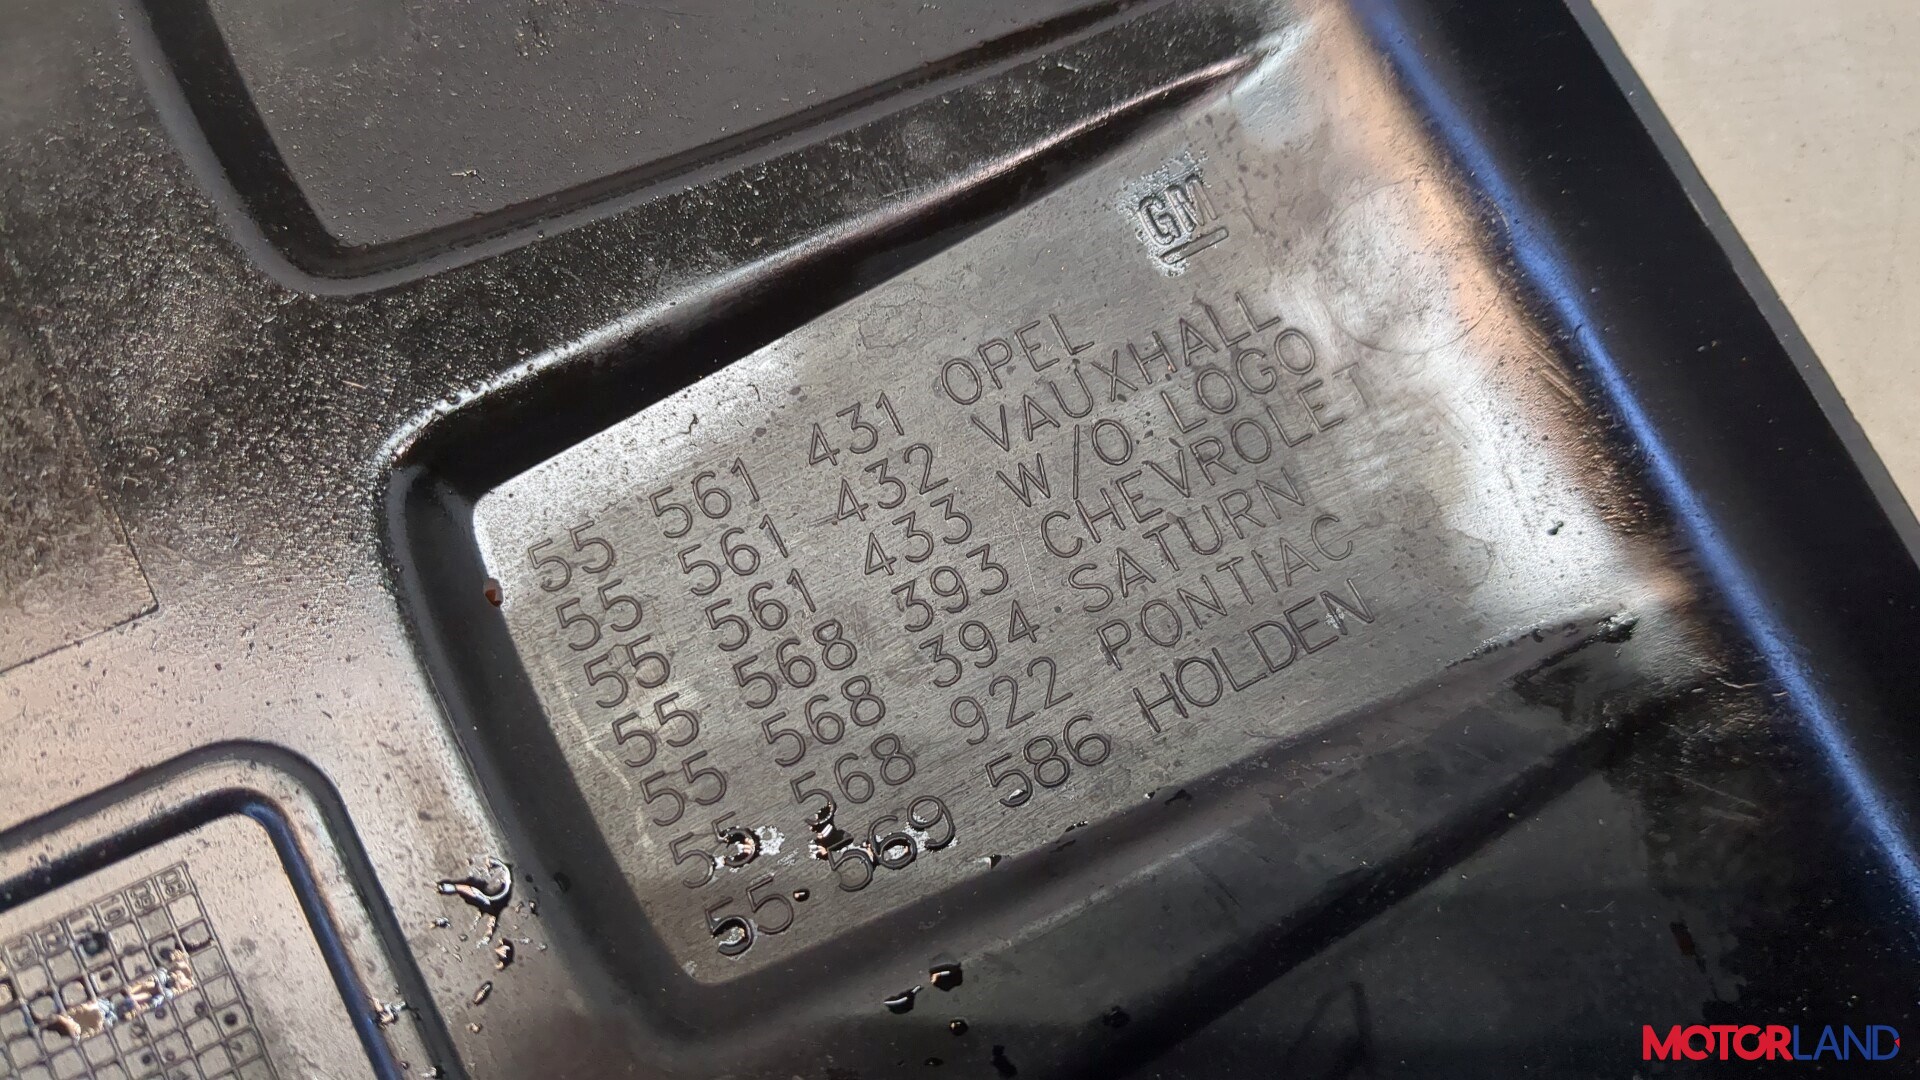 GM
55 561 431 OPEL
55 561 432 VAUXHALL
55 561 433 W/O LOGO
55 568 393 CHEVROLET
55 568 394 SATURN
55 568 922 PONTIAC
55 569 586 HOLDEN
MOTORLAND